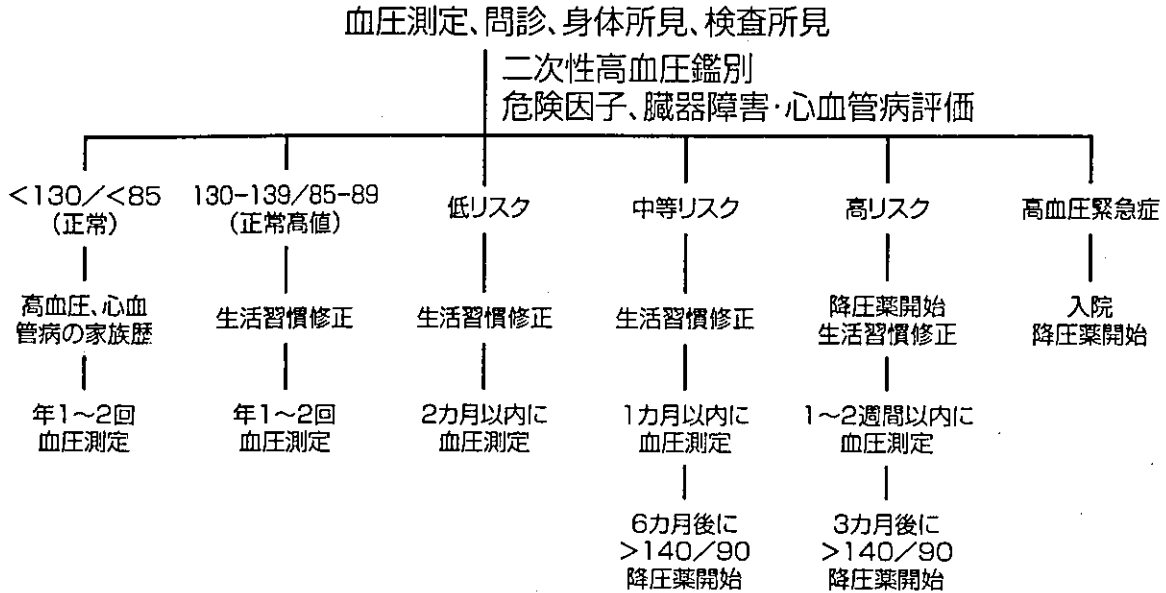 血圧測定、問診、身体所見、検査所見
二次性高血圧鑑別
危険因子、臓器障害・心血管病評価
<130/<85
(正常)
130-139/85-89
(正常高値)
低リスク
中等リスク
高リスク
高血圧緊急症
高血圧、心血
管病の家族歴
生活習慣修正
生活習慣修正
生活習慣修正
降圧薬開始
生活習慣修正
入院
降圧薬開始
年1〜2回
血圧測定
年1〜2回
血圧測定
2カ月以内に
血圧測定
1カ月以内に
血圧測定
1〜2週間以内に
血圧測定
6カ月後に
>140/90
降圧薬開始
3カ月後に
>140/90
降圧薬開始